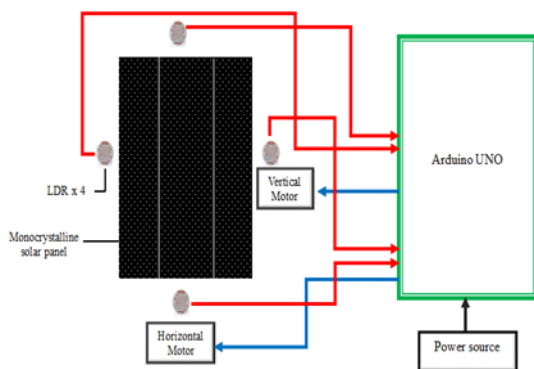 Arduino UNO
LDR x 4
Vertical
Motor
Monocrystalline
solar panel
Horizontal
Motor
Power source